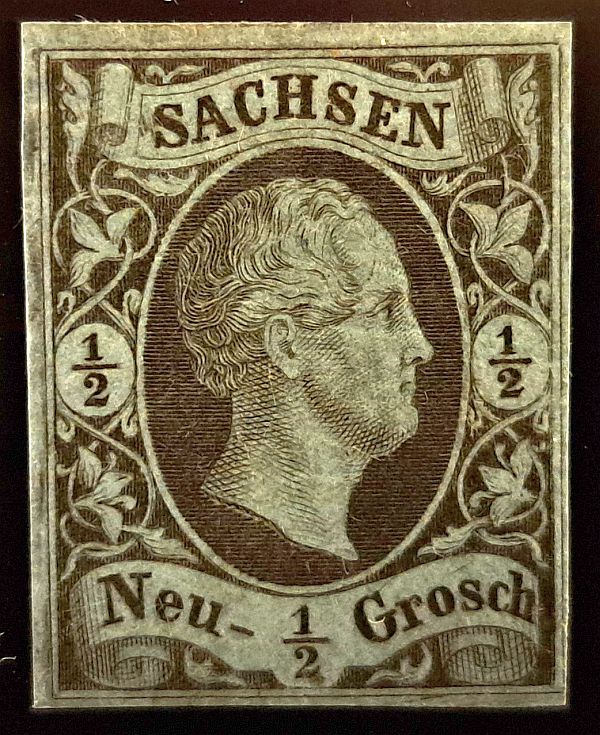 SACHSEN
1/2 1/2
Neu- 1/2 Grosch